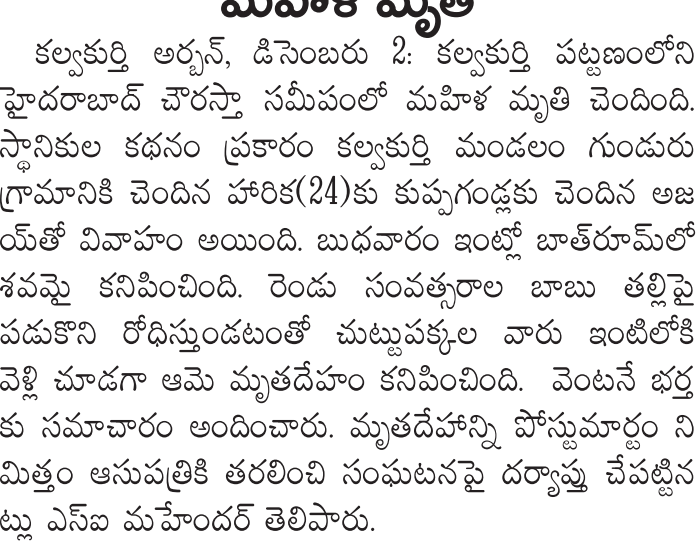 మహిళ మృతి
కల్వకుర్తి అర్బన్, డిసెంబరు 2: కల్వకుర్తి పట్టణంలోని
హైదరాబాద్ చౌరస్తా సమీపంలో మహిళ మృతి చెందింది.
స్థానికుల కథనం ప్రకారం కల్వకుర్తి మండలం గుండురు
గ్రామానికి చెందిన హారిక(24)కు కుప్పగండ్లకు చెందిన అజ
య్‌తో వివాహం అయింది. బుధవారం ఇంట్లో బాత్‌రూమ్‌లో
శవమై కనిపించింది. రెండు సంవత్సరాల బాబు తల్లిపై
పడుకొని రోధిస్తుండటంతో చుట్టుపక్కల వారు ఇంటిలోకి
వెళ్లి చూడగా ఆమె మృతదేహం కనిపించింది. వెంటనే భర్త
కు సమాచారం అందించారు. మృతదేహాన్ని పోస్టుమార్టం ని
మిత్తం ఆసుపత్రికి తరలించి సంఘటనపై దర్యాప్తు చేపట్టిన
ట్లు ఎస్ఐ మహేందర్ తెలిపారు.